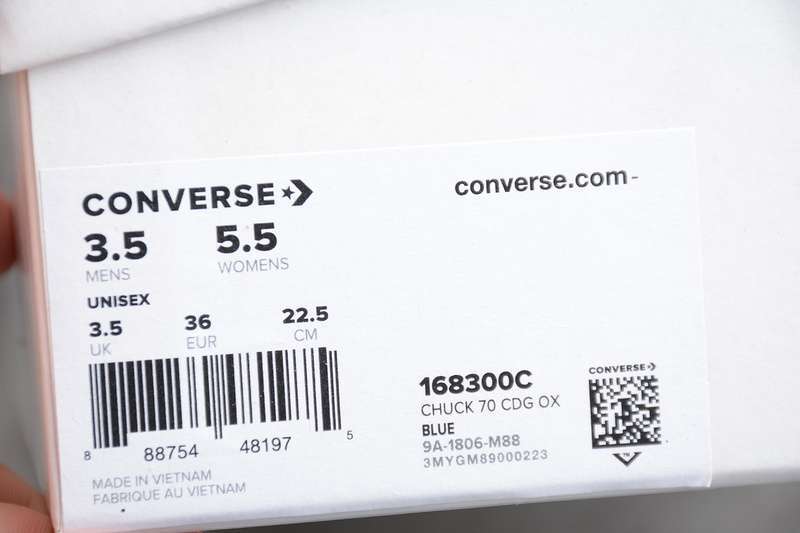 CONVERSE
converse.com-
3.5 5.5
MENS WOMENS
UNISEX
3.5 36 22.5
UK EUR CM
8 88754 48197 5
MADE IN VIETNAM
FABRIQUE AU VIETNAM
168300C
CHUCK 70 CDG OX
BLUE
9A-1806-M88
3MYGM89000223
CONVERSE
TM